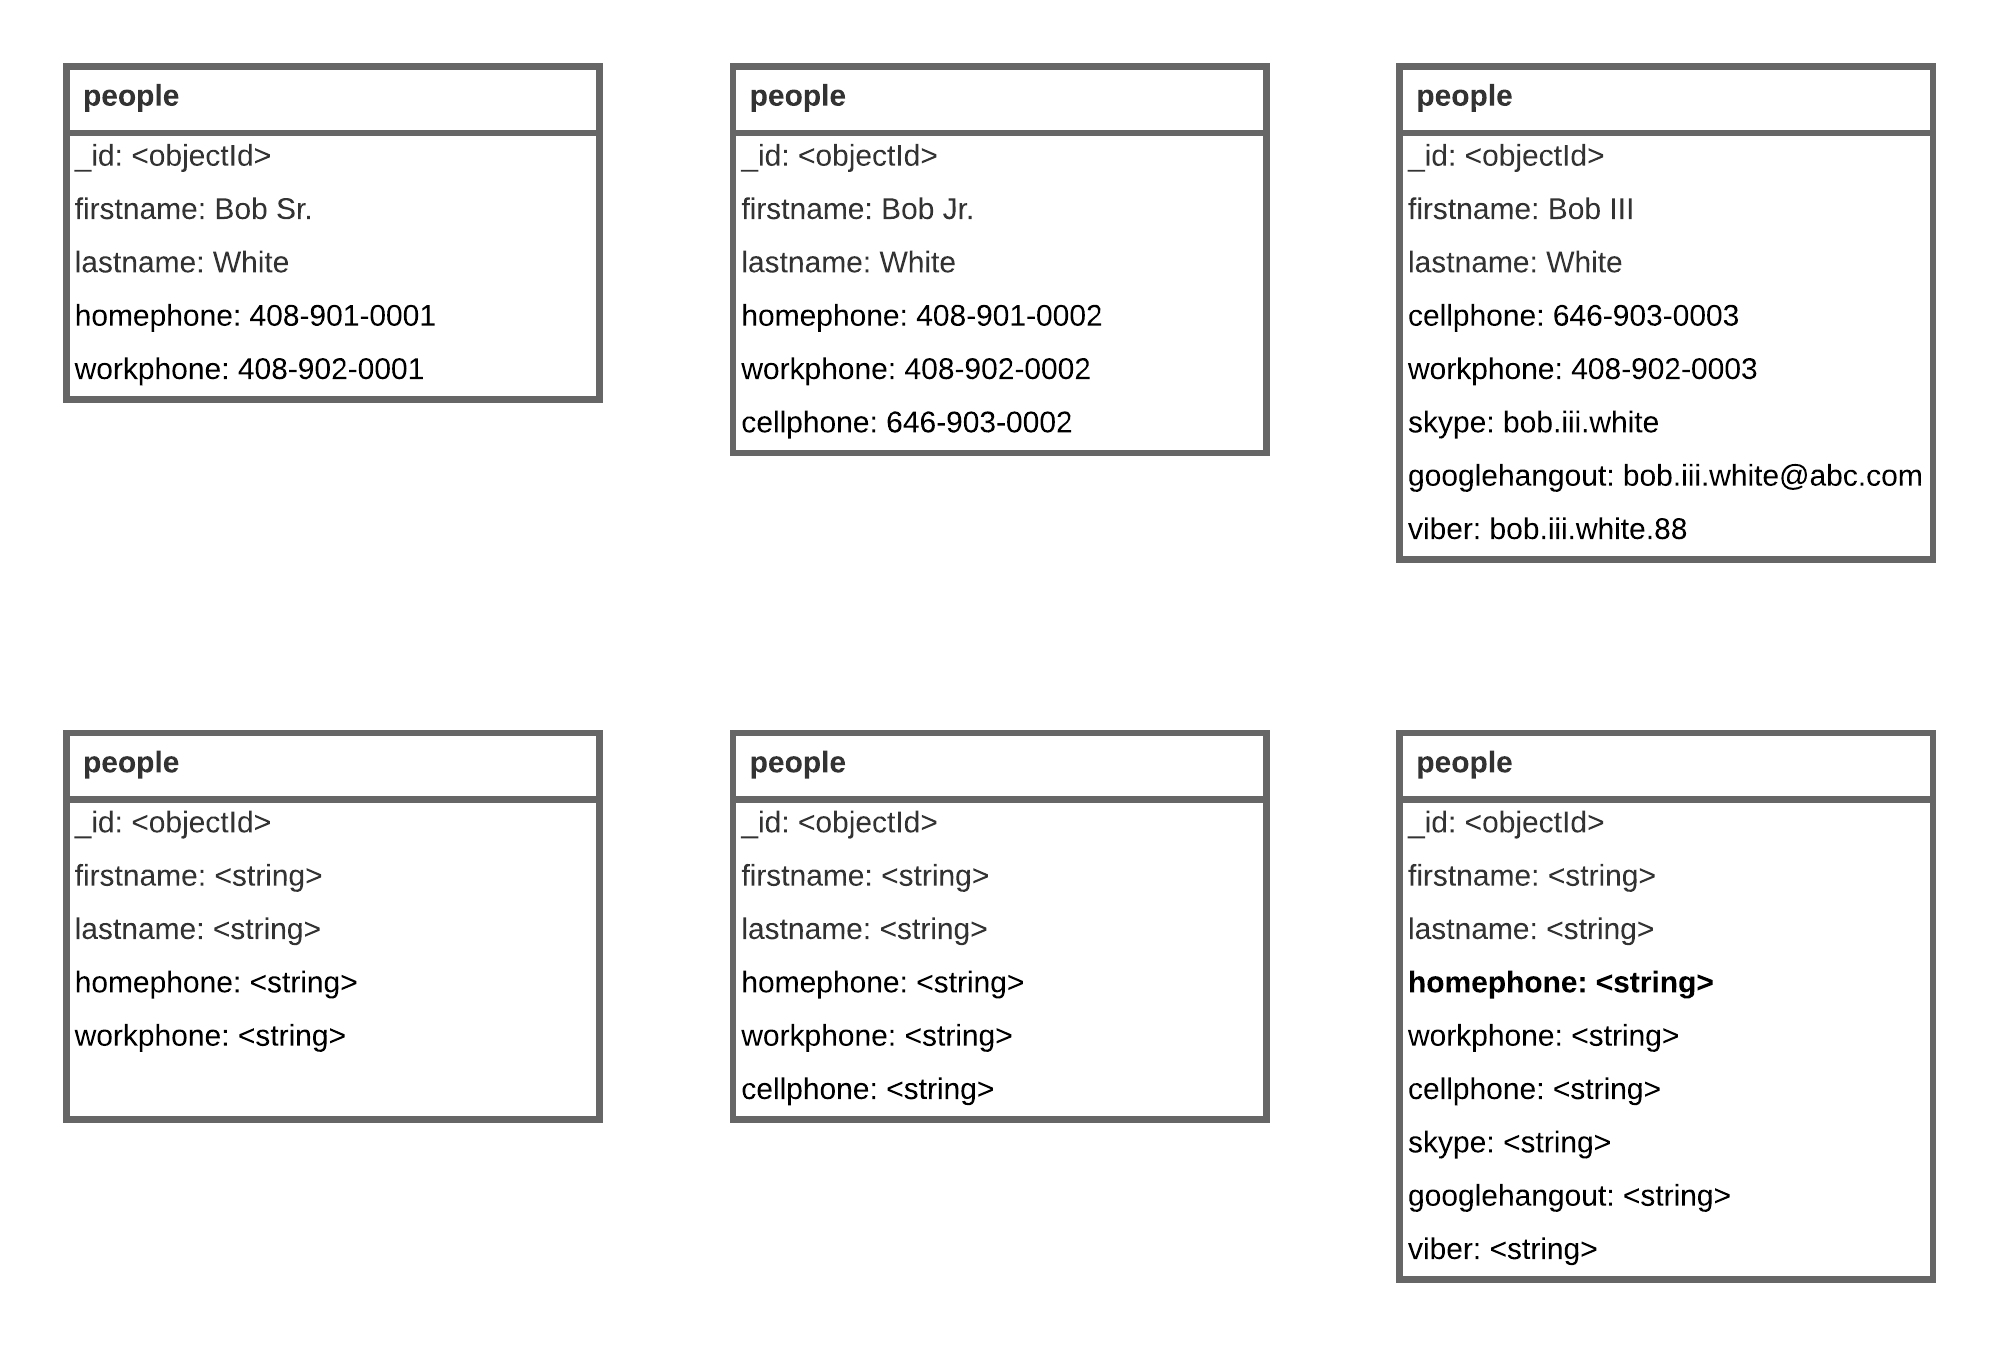 people
_id: <objectId>
firstname: Bob Sr.
lastname: White
homephone: 408-901-0001
workphone: 408-902-0001
people
_id: <objectId>
firstname: Bob Jr.
lastname: White
homephone: 408-901-0002
workphone: 408-902-0002
cellphone: 646-903-0002
people
_id: <objectId>
firstname: Bob III
lastname: White
cellphone: 646-903-0003
workphone: 408-902-0003
skype: bob.iii.white
googlehangout: bob.iii.white@abc.com
viber: bob.iii.white.88
people
_id: <objectId>
firstname: <string>
lastname: <string>
homephone: <string>
workphone: <string>
people
_id: <objectId>
firstname: <string>
lastname: <string>
homephone: <string>
workphone: <string>
cellphone: <string>
people
_id: <objectId>
firstname: <string>
lastname: <string>
homephone: <string>
workphone: <string>
cellphone: <string>
skype: <string>
googlehangout: <string>
viber: <string>